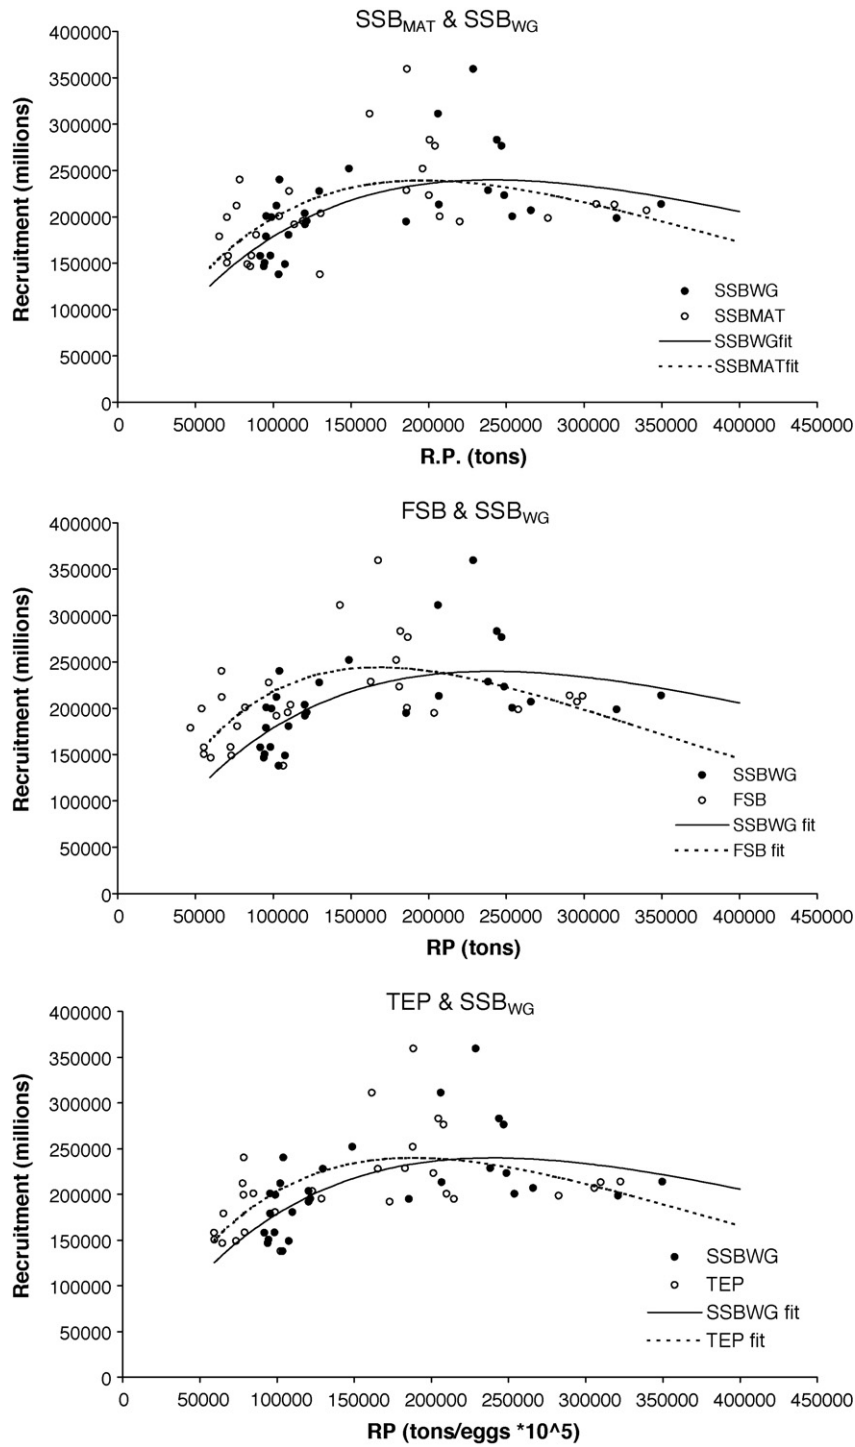 SSBMAT & SSBWG
400000
350000
300000
250000
200000
150000
100000
50000
0
Recruitment (millions)
SSBWG
SSBMAT
SSBWGfit
SSBMATfit
0 50000 100000 150000 200000 250000 300000 350000 400000 450000
R.P. (tons)
FSB & SSBWG
400000
350000
300000
250000
200000
150000
100000
50000
0
Recruitment (millions)
SSBWG
FSB
SSBWG fit
FSB fit
0 50000 100000 150000 200000 250000 300000 350000 400000 450000
RP (tons)
TEP & SSBWG
400000
350000
300000
250000
200000
150000
100000
50000
0
Recruitment (millions)
SSBWG
TEP
SSBWG fit
TEP fit
0 50000 100000 150000 200000 250000 300000 350000 400000 450000
RP (tons/eggs *10^5)